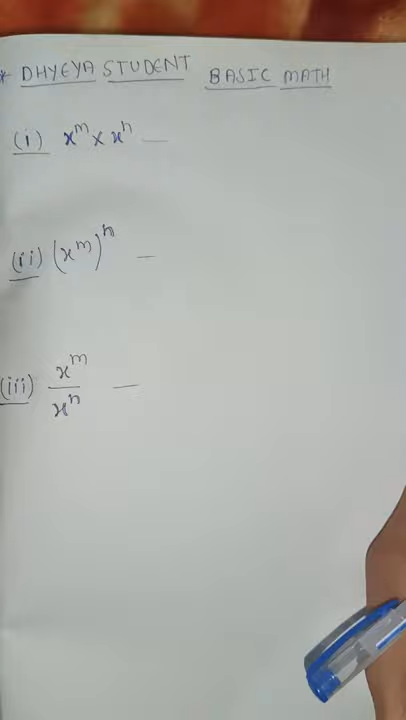 * DHYEYA STUDENT BASIC MATH
(i) x^m × x^n —
(ii) (x^m)^n —
(iii) x^m / x^n —